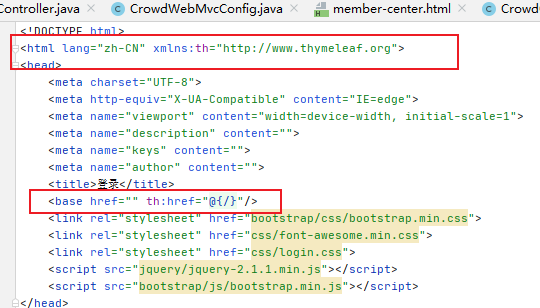 Controller.java CrowdWebMvcConfig.java member-center.html Crowd
<!DOCTYPE html>
<html lang="zh-CN" xmlns:th="http://www.thymeleaf.org">
<head>
<meta charset="UTF-8">
<meta http-equiv="X-UA-Compatible" content="IE=edge">
<meta name="viewport" content="width=device-width, initial-scale=1">
<meta name="description" content="">
<meta name="keys" content="">
<meta name="author" content="">
<title>登录</title>
<base href="" th:href="@{/}"/>
<link rel="stylesheet" href="bootstrap/css/bootstrap.min.css">
<link rel="stylesheet" href="css/font-awesome.min.css">
<link rel="stylesheet" href="css/login.css">
<script src="jquery/jquery-2.1.1.min.js"></script>
<script src="bootstrap/js/bootstrap.min.js"></script>
</head>